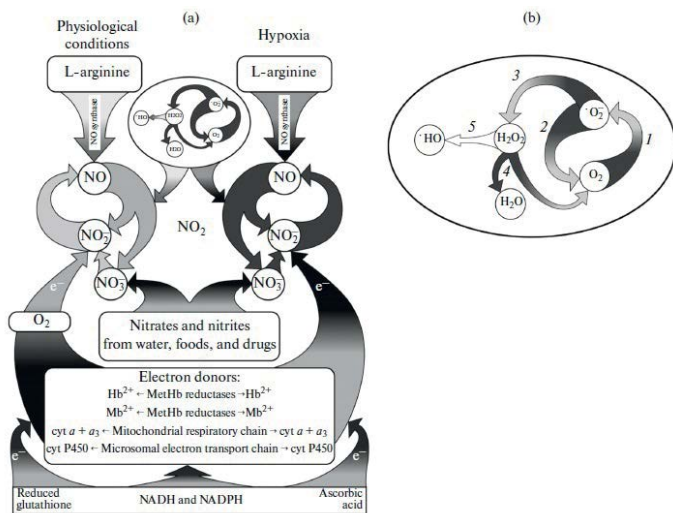 (a)
Physiological
conditions
Hypoxia
L-arginine
L-arginine
NO synthase
NO synthase
·HO
H2O2
·O2−
O2
H2O
NO
NO
NO2−
NO2
NO2−
NO3−
NO3−
e−
e−
O2
Nitrates and nitrites
from water, foods, and drugs
Electron donors:
Hb2+ ← MetHb reductases → Hb2+
Mb2+ ← MetHb reductases → Mb2+
cyt a + a3 ← Mitochondrial respiratory chain → cyt a + a3
cyt P450 ← Microsomal electron transport chain → cyt P450
e−
e−
Reduced
glutathione
NADH and NADPH
Ascorbic
acid
(b)
3
·O2−
5
2
1
·HO
H2O2
4
O2
H2O